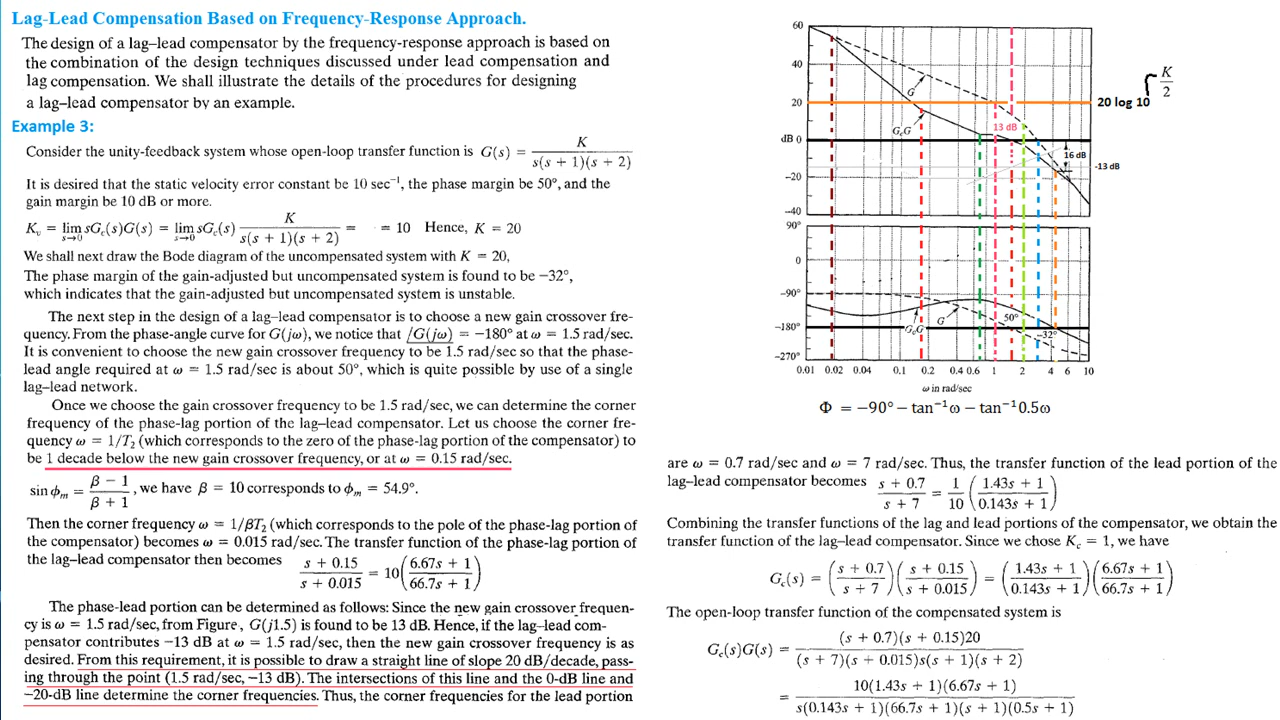 Lag-Lead Compensation Based on Frequency-Response Approach.
The design of a lag–lead compensator by the frequency-response approach is based on
the combination of the design techniques discussed under lead compensation and
lag compensation. We shall illustrate the details of the procedures for designing
a lag–lead compensator by an example.
Example 3:
Consider the unity-feedback system whose open-loop transfer function is G(s) = K / s(s + 1)(s + 2)
It is desired that the static velocity error constant be 10 sec⁻¹, the phase margin be 50°, and the
gain margin be 10 dB or more.
Kᵥ = lim s→0 sG_c(s)G(s) = lim s→0 sG_c(s) K / s(s + 1)(s + 2) = = 10 Hence, K = 20
We shall next draw the Bode diagram of the uncompensated system with K = 20,
The phase margin of the gain-adjusted but uncompensated system is found to be −32°,
which indicates that the gain-adjusted but uncompensated system is unstable.
The next step in the design of a lag–lead compensator is to choose a new gain crossover fre-
quency. From the phase-angle curve for G(jω), we notice that /G(jω) = −180° at ω = 1.5 rad/sec.
It is convenient to choose the new gain crossover frequency to be 1.5 rad/sec so that the phase-
lead angle required at ω = 1.5 rad/sec is about 50°, which is quite possible by use of a single
lag–lead network.
Once we choose the gain crossover frequency to be 1.5 rad/sec, we can determine the corner
frequency of the phase-lag portion of the lag–lead compensator. Let us choose the corner fre-
quency ω = 1/T₂ (which corresponds to the zero of the phase-lag portion of the compensator) to
be 1 decade below the new gain crossover frequency, or at ω = 0.15 rad/sec.
sin ϕₘ = β − 1 / β + 1, we have β = 10 corresponds to ϕₘ = 54.9°.
Then the corner frequency ω = 1/βT₂ (which corresponds to the pole of the phase-lag portion of
the compensator) becomes ω = 0.015 rad/sec. The transfer function of the phase-lag portion of
the lag–lead compensator then becomes s + 0.15 / s + 0.015 = 10(6.67s + 1 / 66.7s + 1)
The phase-lead portion can be determined as follows: Since the new gain crossover frequen-
cy is ω = 1.5 rad/sec, from Figure, G(j1.5) is found to be 13 dB. Hence, if the lag–lead com-
pensator contributes −13 dB at ω = 1.5 rad/sec, then the new gain crossover frequency is as
desired. From this requirement, it is possible to draw a straight line of slope 20 dB/decade, pass-
ing through the point (1.5 rad/sec, −13 dB). The intersections of this line and the 0-dB line and
−20-dB line determine the corner frequencies. Thus, the corner frequencies for the lead portion
60
40
20
dB 0
−20
−40
G
G_cG
13 dB
16 dB
-13 dB
20 log 10 K/2
90°
0
−90°
−180°
−270°
G_cG
G
50°
−32°
0.01 0.02 0.04 0.1 0.2 0.4 0.6 1 2 4 6 10
ω in rad/sec
Φ = −90° − tan⁻¹ω − tan⁻¹0.5ω
are ω = 0.7 rad/sec and ω = 7 rad/sec. Thus, the transfer function of the lead portion of the
lag–lead compensator becomes s + 0.7 / s + 7 = 1/10 (1.43s + 1 / 0.143s + 1)
Combining the transfer functions of the lag and lead portions of the compensator, we obtain the
transfer function of the lag–lead compensator. Since we chose K_c = 1, we have
G_c(s) = (s + 0.7 / s + 7)(s + 0.15 / s + 0.015) = (1.43s + 1 / 0.143s + 1)(6.67s + 1 / 66.7s + 1)
The open-loop transfer function of the compensated system is
G_c(s)G(s) = (s + 0.7)(s + 0.15)20 / (s + 7)(s + 0.015)s(s + 1)(s + 2)
= 10(1.43s + 1)(6.67s + 1) / s(0.143s + 1)(66.7s + 1)(s + 1)(0.5s + 1)